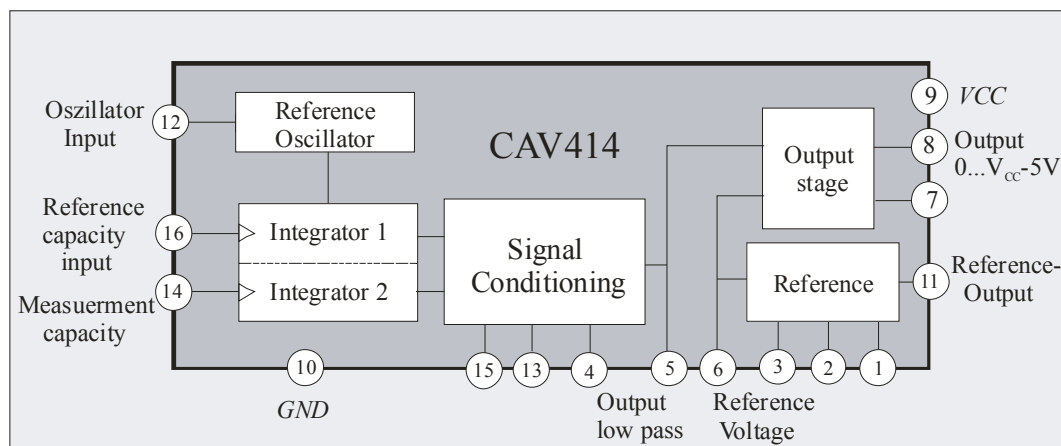 Oszillator
Input
12
Reference
Oscillator
CAV414
9
VCC
8
Output
0...VCC-5V
Output
stage
7
Reference
capacity
input
16
Integrator 1
14
Integrator 2
Measuerment
capacity
Signal
Conditioning
Reference
11
Reference-
Output
10
GND
15
13
4
5
6
3
2
1
Output
low pass
Reference
Voltage